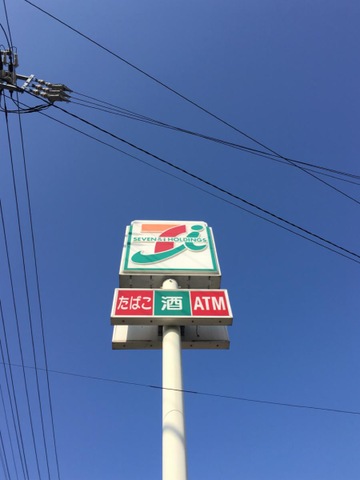 SEVEN & i HOLDINGS
たばこ 酒 ATM